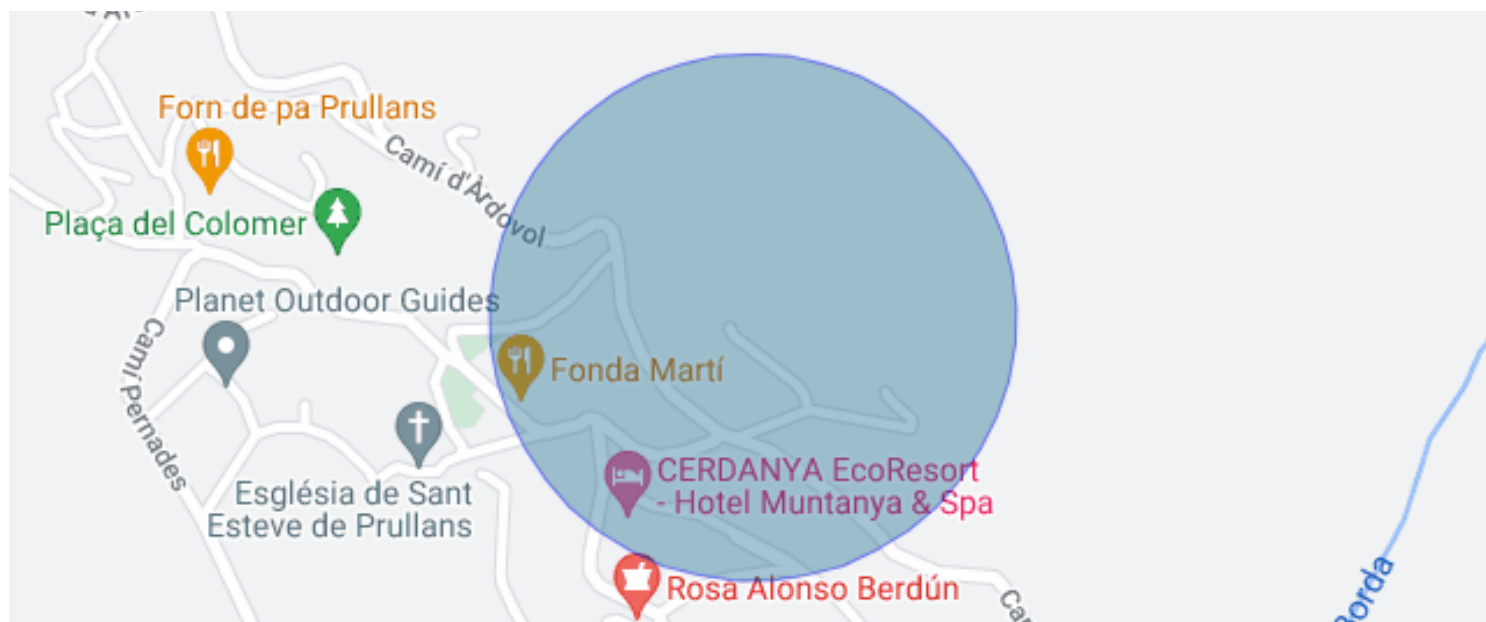 Forn de pa Prullans
Camí d'Àrdovol
Plaça del Colomer
Planet Outdoor Guides
Camí Pernades
Fonda Martí
CERDANYA EcoResort
- Hotel Muntanya & Spa
Església de Sant
Esteve de Prullans
Rosa Alonso Berdún
Borda